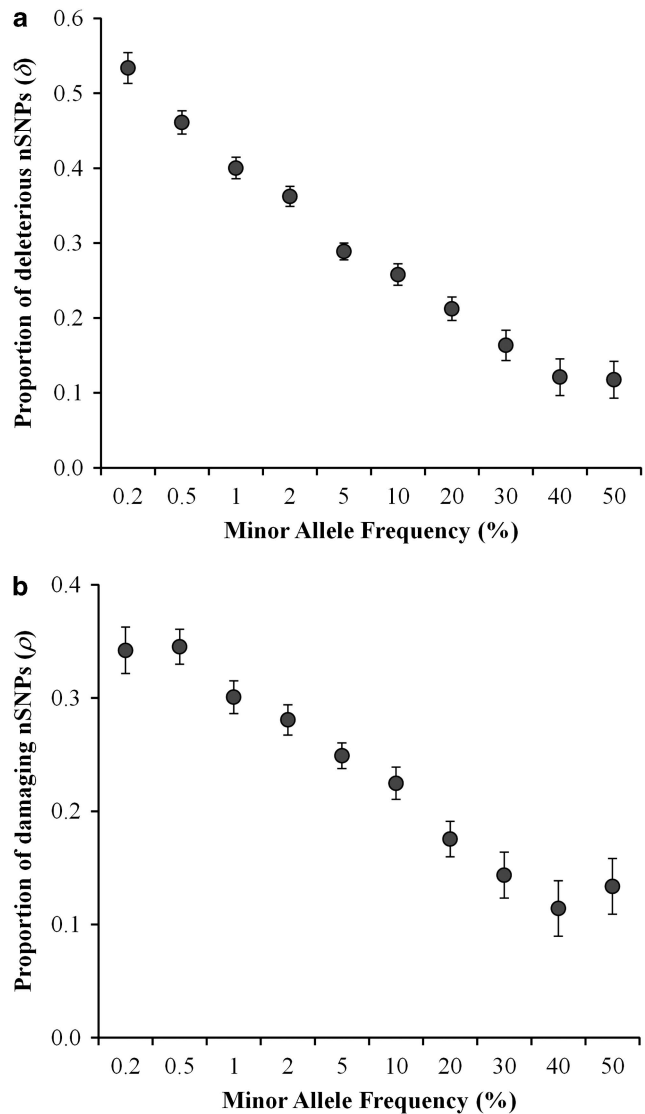 a
Proportion of deleterious nSNPs (δ)
0.6
0.5
0.4
0.3
0.2
0.1
0.0
0.2 0.5 1 2 5 10 20 30 40 50
Minor Allele Frequency (%)
b
Proportion of damaging nSNPs (ρ)
0.4
0.3
0.2
0.1
0.0
0.2 0.5 1 2 5 10 20 30 40 50
Minor Allele Frequency (%)